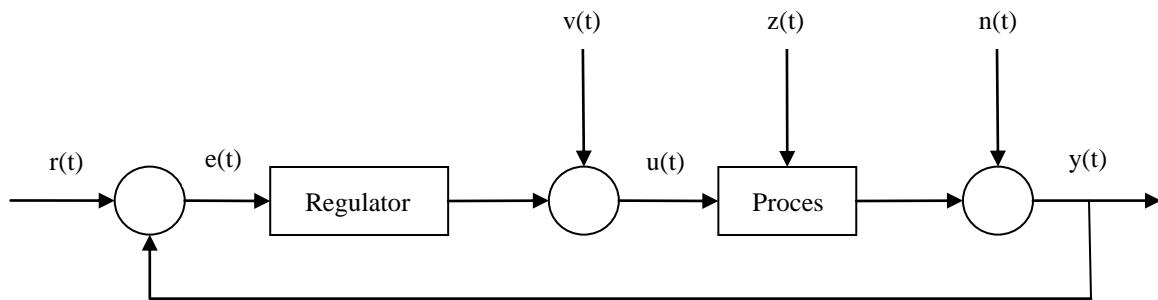 v(t)
z(t)
n(t)
r(t)
e(t)
u(t)
y(t)
Regulator
Proces